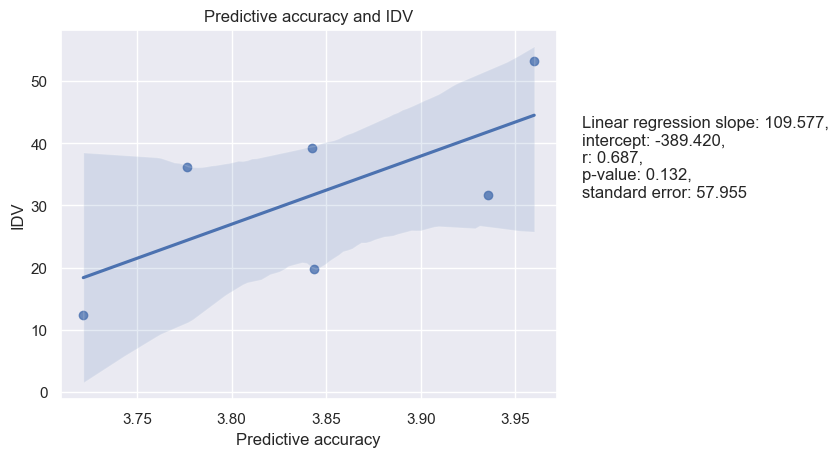 Predictive accuracy and IDV
50
40
30
20
10
0
IDV
3.75 3.80 3.85 3.90 3.95
Predictive accuracy
Linear regression slope: 109.577,
intercept: -389.420,
r: 0.687,
p-value: 0.132,
standard error: 57.955